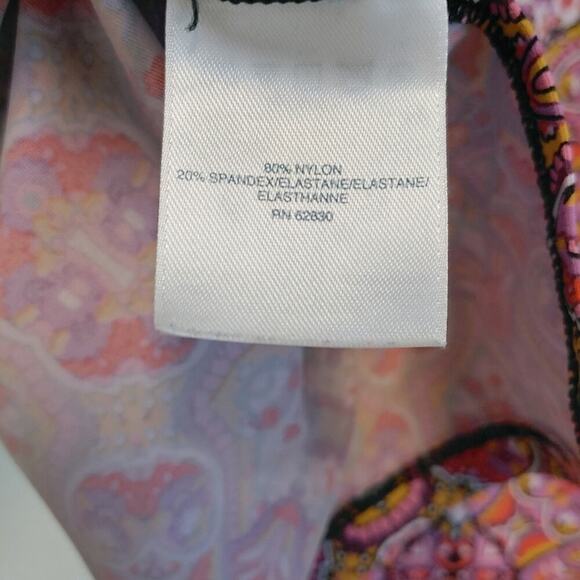 80% NYLON
20% SPANDEX/ELASTANE/ELASTANE/
ELASTHANNE
RN 62830